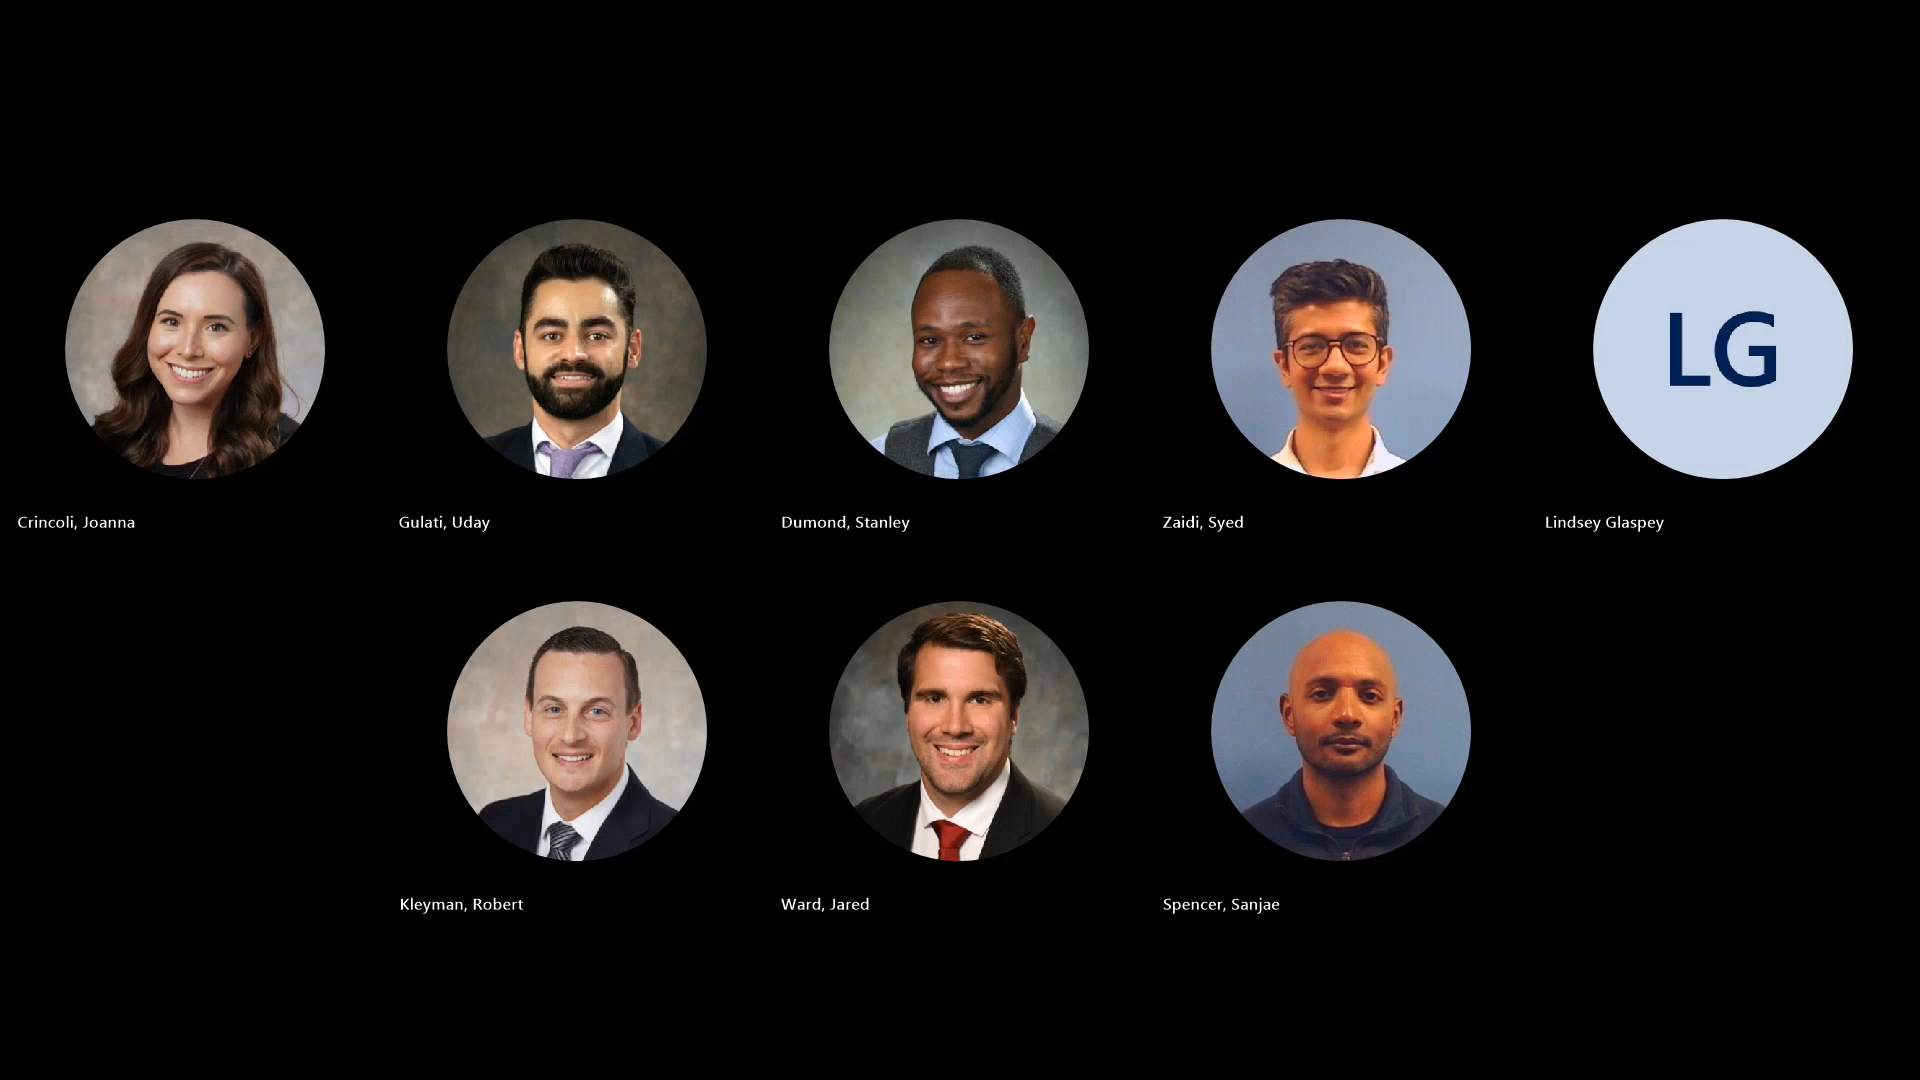 LG
Crincoli, Joanna
Gulati, Uday
Dumond, Stanley
Zaidi, Syed
Lindsey Glaspey
Kleyman, Robert
Ward, Jared
Spencer, Sanjae